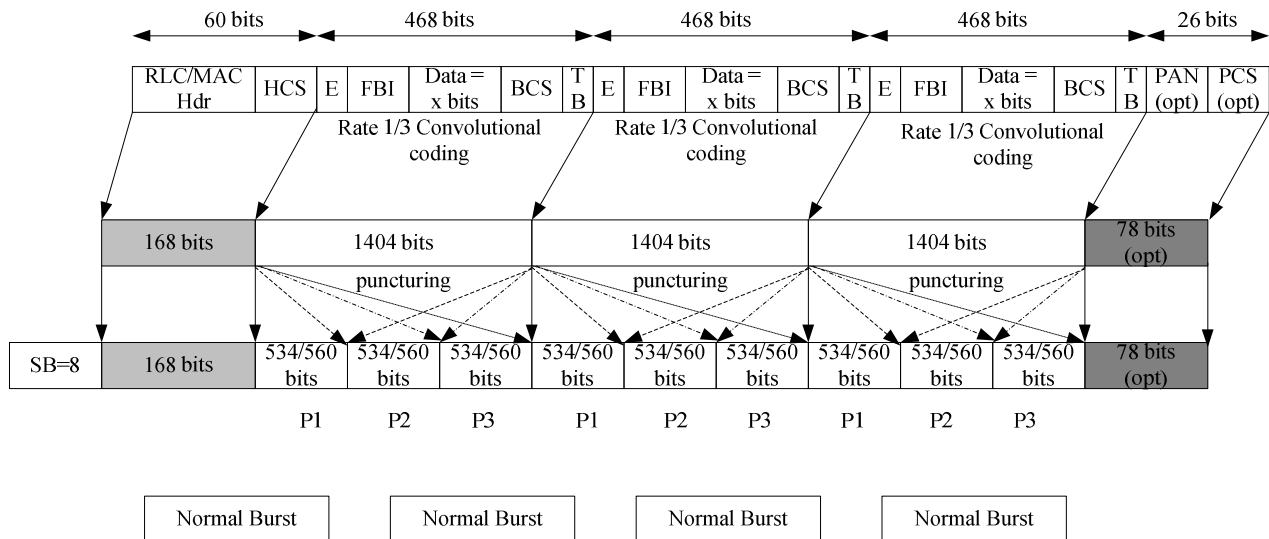 60 bits 468 bits 468 bits 468 bits 26 bits
RLC/MAC Hdr HCS E FBI Data = x bits BCS T B E FBI Data = x bits BCS T B E FBI Data = x bits BCS T B PAN (opt) PCS (opt)
Rate 1/3 Convolutional coding Rate 1/3 Convolutional coding Rate 1/3 Convolutional coding
168 bits 1404 bits 1404 bits 1404 bits 78 bits (opt)
puncturing puncturing puncturing
SB=8 168 bits 534/560 bits 534/560 bits 534/560 bits 534/560 bits 534/560 bits 534/560 bits 534/560 bits 534/560 bits 534/560 bits 78 bits (opt)
P1 P2 P3 P1 P2 P3 P1 P2 P3
Normal Burst Normal Burst Normal Burst Normal Burst